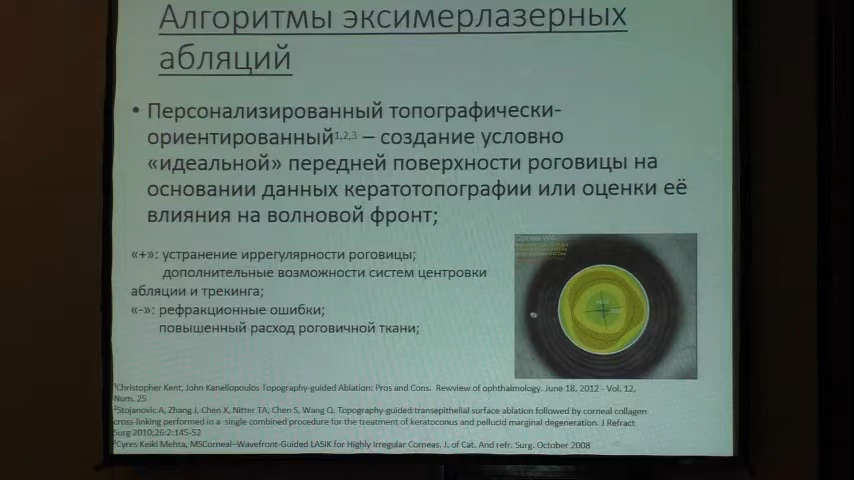 Алгоритмы эксимерлазерных
абляций
• Персонализированный топографически-
ориентированный1,2,3 – создание условно
«идеальной» передней поверхности роговицы на
основании данных кератотопографии или оценки её
влияния на волновой фронт;
«+»: устранение иррегулярности роговицы;
дополнительные возможности систем центровки
абляции и трекинга;
«-»: рефракционные ошибки;
повышенный расход роговичной ткани;
1Christopher Kent, John Kanellopoulos Topography-guided Ablation: Pros and Cons. Rewview of ophthalmology. June 18, 2012 - Vol. 12,
Num. 25
2Stojanovic A, Zhang J, Chen X, Nitter TA, Chen S, Wang Q. Topography-guided transepithelial surface ablation followed by corneal collagen
cross-linking performed in a single combined procedure for the treatment of keratoconus and pellucid marginal degeneration. J Refract
Surg 2010;26:2:145-52
3Cyres Keiki Mehta, MSCorneal–Wavefront-Guided LASIK for Highly Irregular Corneas. J. of Cat. And refr. Surg. October 2008